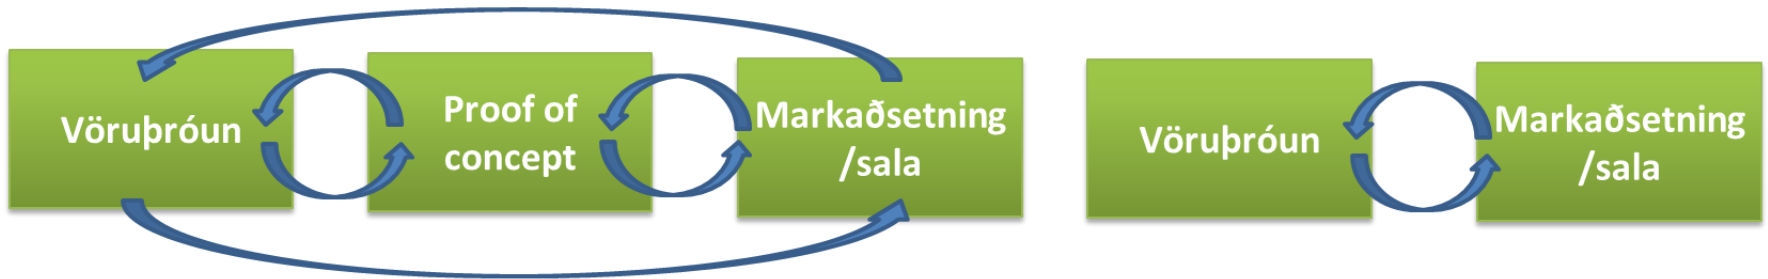 Vöruþróun
Proof of
concept
Markaðsetning
/sala
Vöruþróun
Markaðsetning
/sala